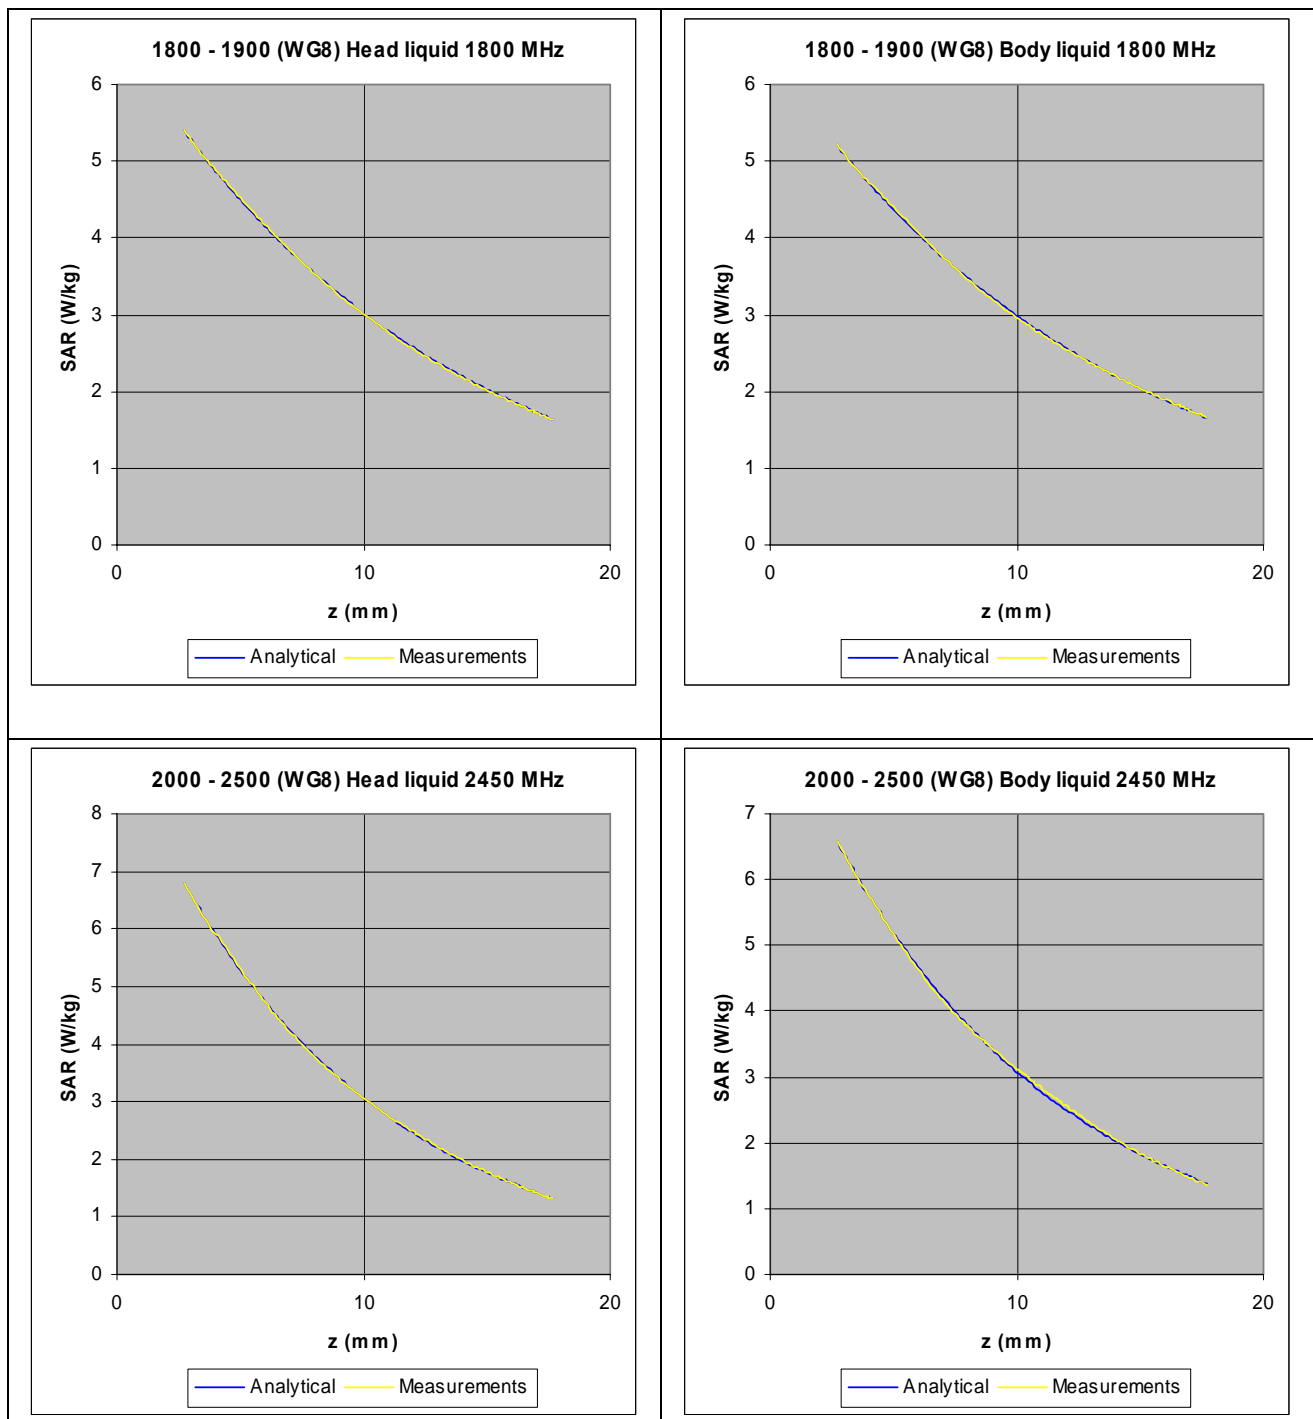 1800 - 1900 (WG8) Head liquid 1800 MHz
6
5
4
3
2
1
0
SAR (W/kg)
0 10 20
z (mm)
Analytical Measurements
1800 - 1900 (WG8) Body liquid 1800 MHz
6
5
4
3
2
1
0
SAR (W/kg)
0 10 20
z (mm)
Analytical Measurements
2000 - 2500 (WG8) Head liquid 2450 MHz
8
7
6
5
4
3
2
1
0
SAR (W/kg)
0 10 20
z (mm)
Analytical Measurements
2000 - 2500 (WG8) Body liquid 2450 MHz
7
6
5
4
3
2
1
0
SAR (W/kg)
0 10 20
z (mm)
Analytical Measurements